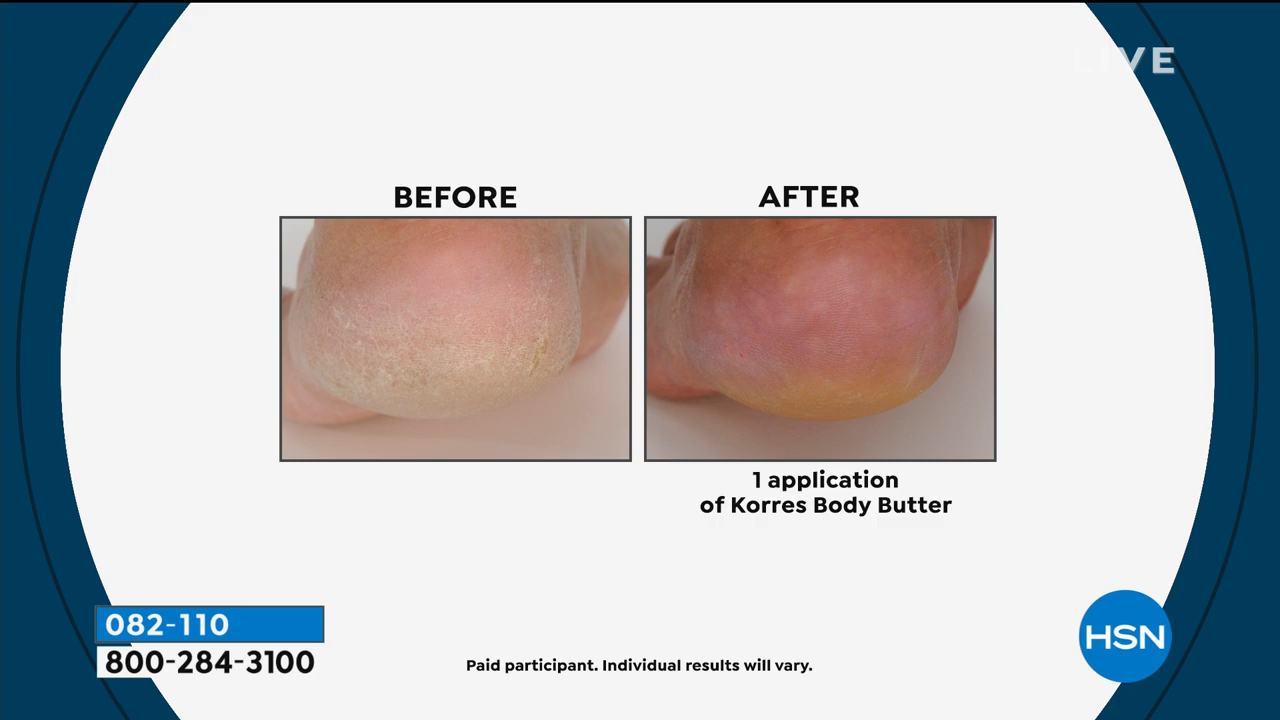 LIVE
BEFORE
AFTER
1 application
of Korres Body Butter
082-110
800-284-3100
Paid participant. Individual results will vary.
HSN